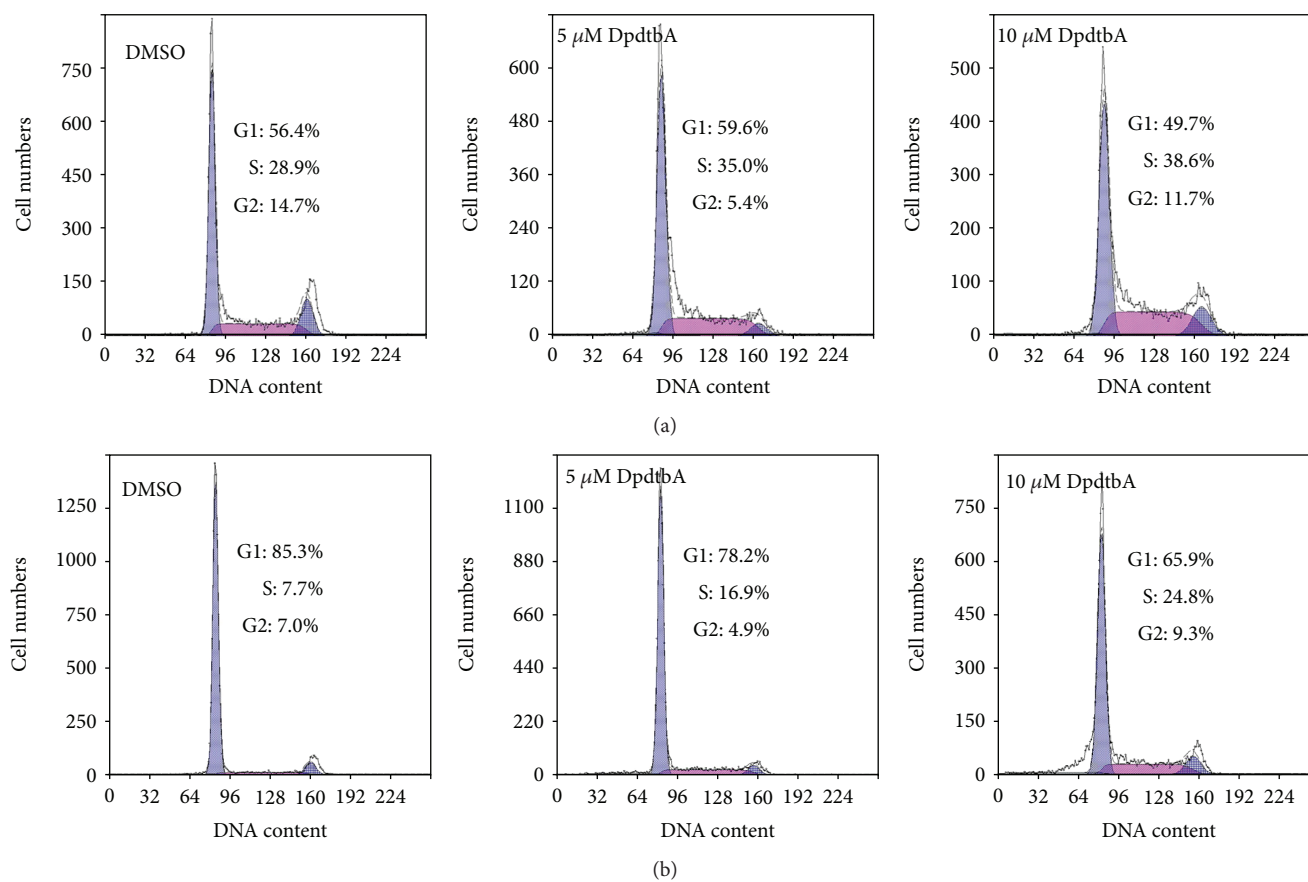 DMSO
Cell numbers
750
600
450
300
150
0
G1: 56.4%
S: 28.9%
G2: 14.7%
0 32 64 96 128 160 192 224
DNA content
5 μM DpdtbA
Cell numbers
600
480
360
240
120
0
G1: 59.6%
S: 35.0%
G2: 5.4%
0 32 64 96 128 160 192 224
DNA content
10 μM DpdtbA
Cell numbers
500
400
300
200
100
0
G1: 49.7%
S: 38.6%
G2: 11.7%
0 32 64 96 128 160 192 224
DNA content
(a)
DMSO
Cell numbers
1250
1000
750
500
250
0
G1: 85.3%
S: 7.7%
G2: 7.0%
0 32 64 96 128 160 192 224
DNA content
5 μM DpdtbA
Cell numbers
1100
880
660
440
220
0
G1: 78.2%
S: 16.9%
G2: 4.9%
0 32 64 96 128 160 192 224
DNA content
10 μM DpdtbA
Cell numbers
750
600
450
300
150
0
G1: 65.9%
S: 24.8%
G2: 9.3%
0 32 64 96 128 160 192 224
DNA content
(b)